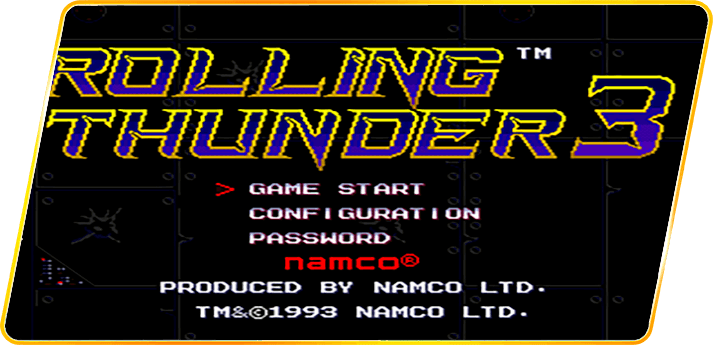 ROLLING™
THUNDER 3
> GAME START
CONFIGURATION
PASSWORD
namco®
PRODUCED BY NAMCO LTD.
TM&©1993 NAMCO LTD.